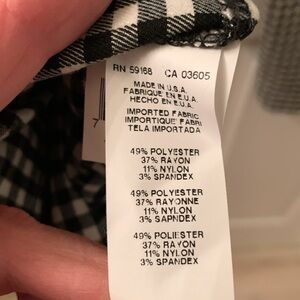 RN 59168 CA 03605
MADE IN U.S.A.
FABRIQUE EN E.U.A.
HECHO EN E.U.A.
IMPORTED FABRIC
IMPORTIQUE FABRI
TELA IMPORTADA
49% POLYESTER
37% RAYON
11% NYLON
3% SPANDEX
49% POLYESTER
37% RAYONNE
11% NYLON
3% SAPNDEX
49% POLIESTER
37% RAYON
11% NYLON
3% SPANDEX
7